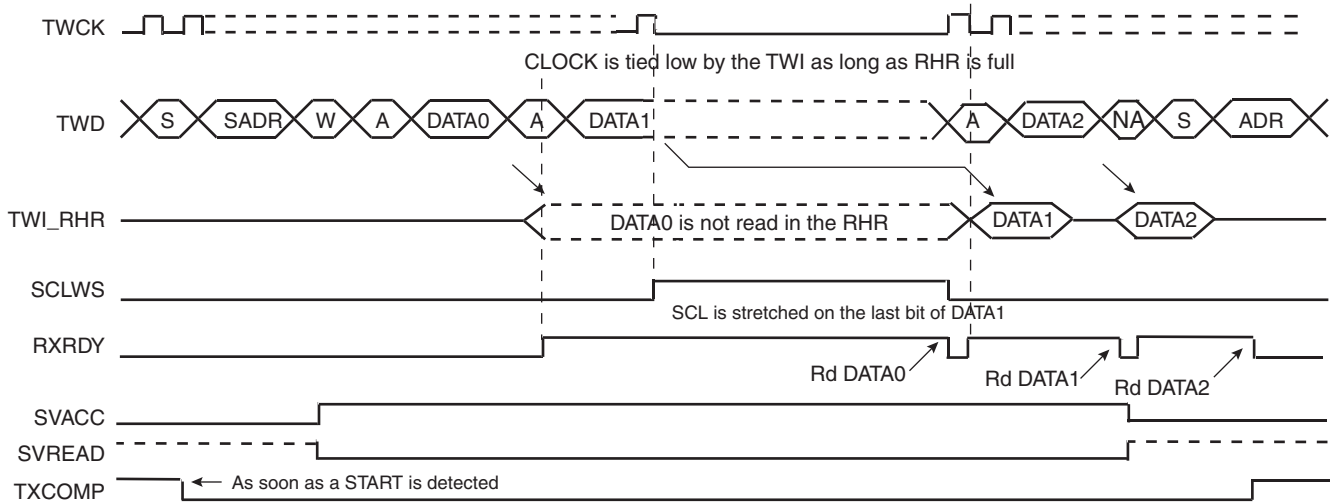 TWCK
CLOCK is tied low by the TWI as long as RHR is full
TWD S SADR W A DATA0 A DATA1 A DATA2 NA S ADR
TWI_RHR DATA0 is not read in the RHR DATA1 DATA2
SCLWS
SCL is stretched on the last bit of DATA1
RXRDY
Rd DATA0 Rd DATA1 Rd DATA2
SVACC
SVREAD
TXCOMP As soon as a START is detected